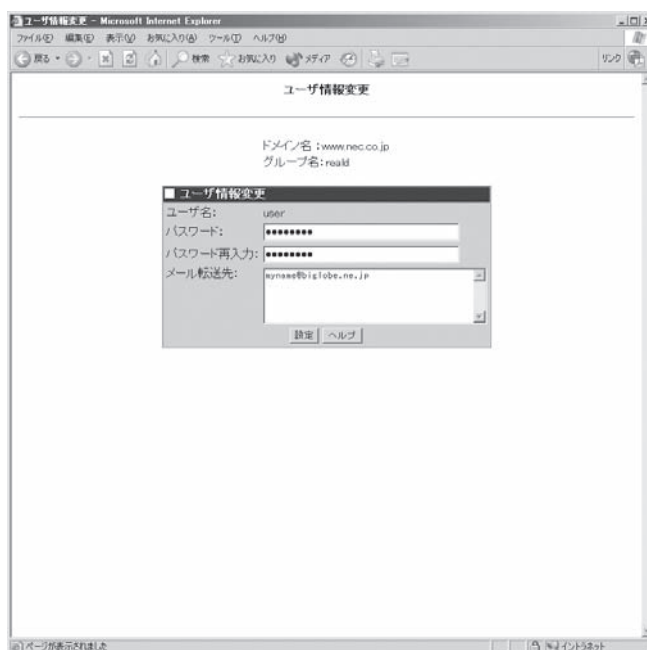 ユーザ情報変更 - Microsoft Internet Explorer
ファイル(F) 編集(E) 表示(V) お気に入り(A) ツール(T) ヘルプ(H)
戻る 検索 お気に入り メディア リンク
ユーザ情報変更
ドメイン名：www.nec.co.jp
グループ名：reald
■ ユーザ情報変更
ユーザ名： user
パスワード： ●●●●●●●●
パスワード再入力： ●●●●●●●●
メール転送先： myname@biglobe.ne.jp
設定 ヘルプ
ページが表示されました イントラネット